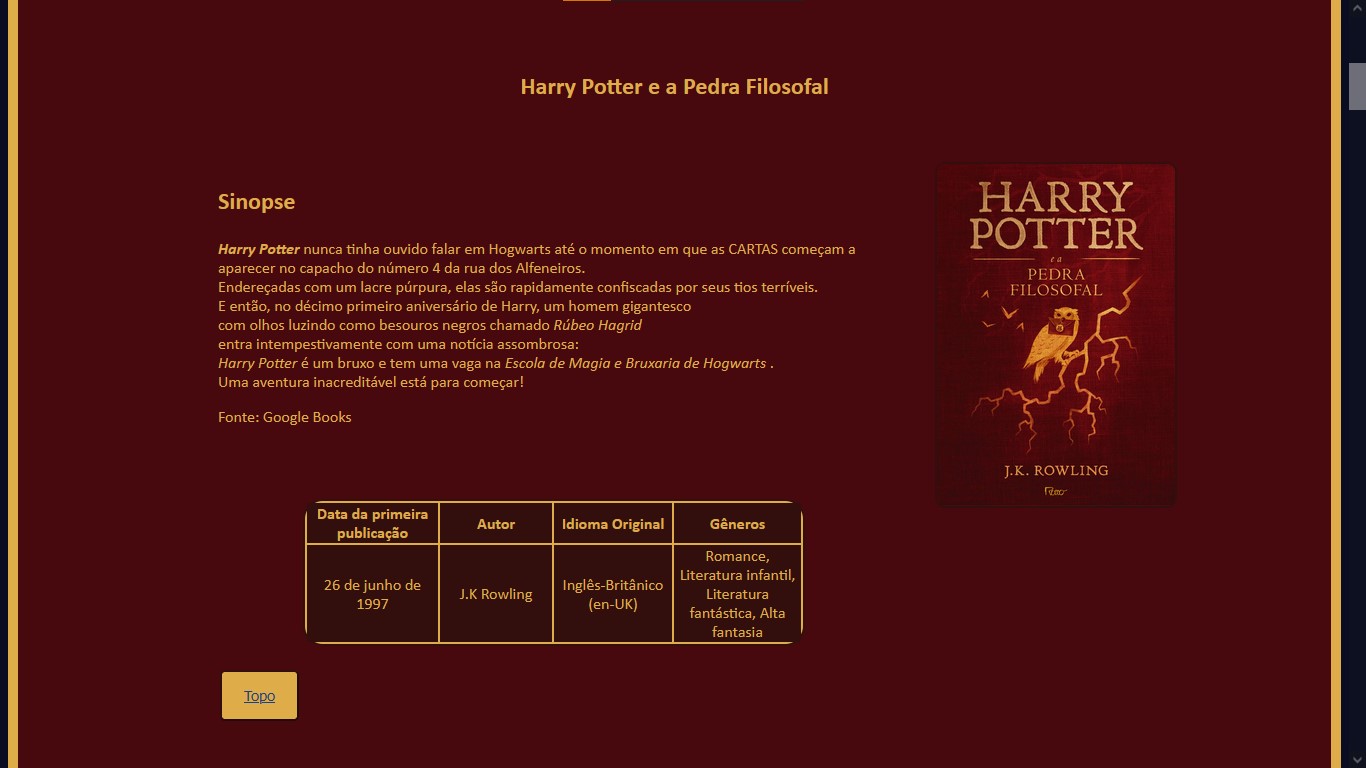 Harry Potter e a Pedra Filosofal
Sinopse
Harry Potter nunca tinha ouvido falar em Hogwarts até o momento em que as CARTAS começam a
aparecer no capacho do número 4 da rua dos Alfeneiros.
Endereçadas com um lacre púrpura, elas são rapidamente confiscadas por seus tios terríveis.
E então, no décimo primeiro aniversário de Harry, um homem gigantesco
com olhos luzindo como besouros negros chamado Rúbeo Hagrid
entra intempestivamente com uma notícia assombrosa:
Harry Potter é um bruxo e tem uma vaga na Escola de Magia e Bruxaria de Hogwarts .
Uma aventura inacreditável está para começar!
Fonte: Google Books
HARRY
POTTER
e a
PEDRA
FILOSOFAL
J.K. ROWLING
Data da primeira
publicação
Autor
Idioma Original
Gêneros
26 de junho de
1997
J.K Rowling
Inglês-Britânico
(en-UK)
Romance,
Literatura infantil,
Literatura
fantástica, Alta
fantasia
Topo